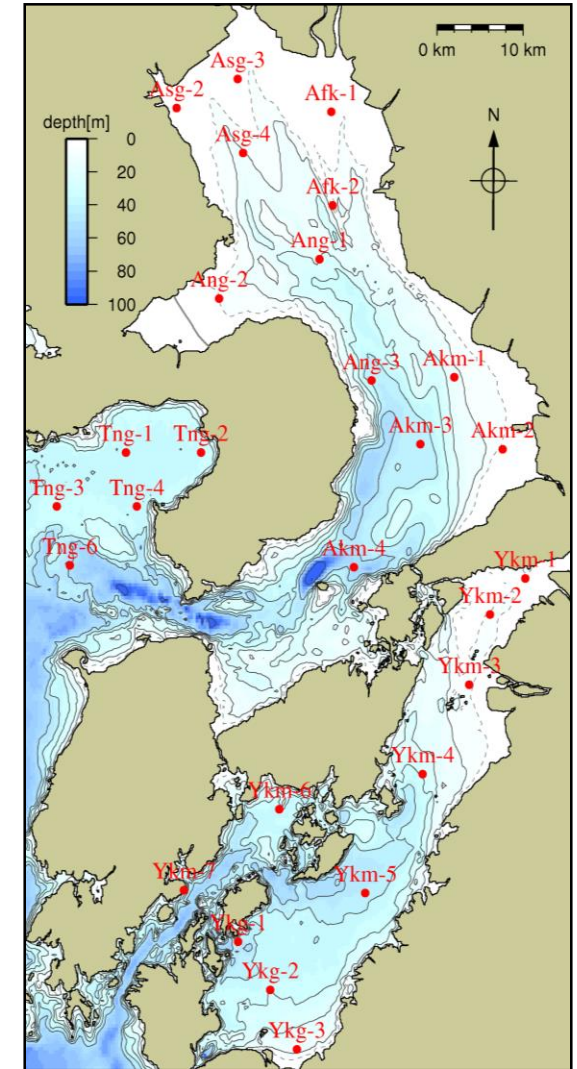 0 km 10 km
N
depth[m]
0
20
40
60
80
100
Asg-3
Asg-2
Afk-1
Asg-4
Afk-2
Ang-1
Ang-2
Ang-3
Akm-1
Akm-3
Akm-2
Tng-1
Tng-2
Tng-3
Tng-4
Tng-6
Akm-4
Ykm-1
Ykm-2
Ykm-3
Ykm-4
Ykm-6
Ykm-7
Ykm-5
Ykg-1
Ykg-2
Ykg-3